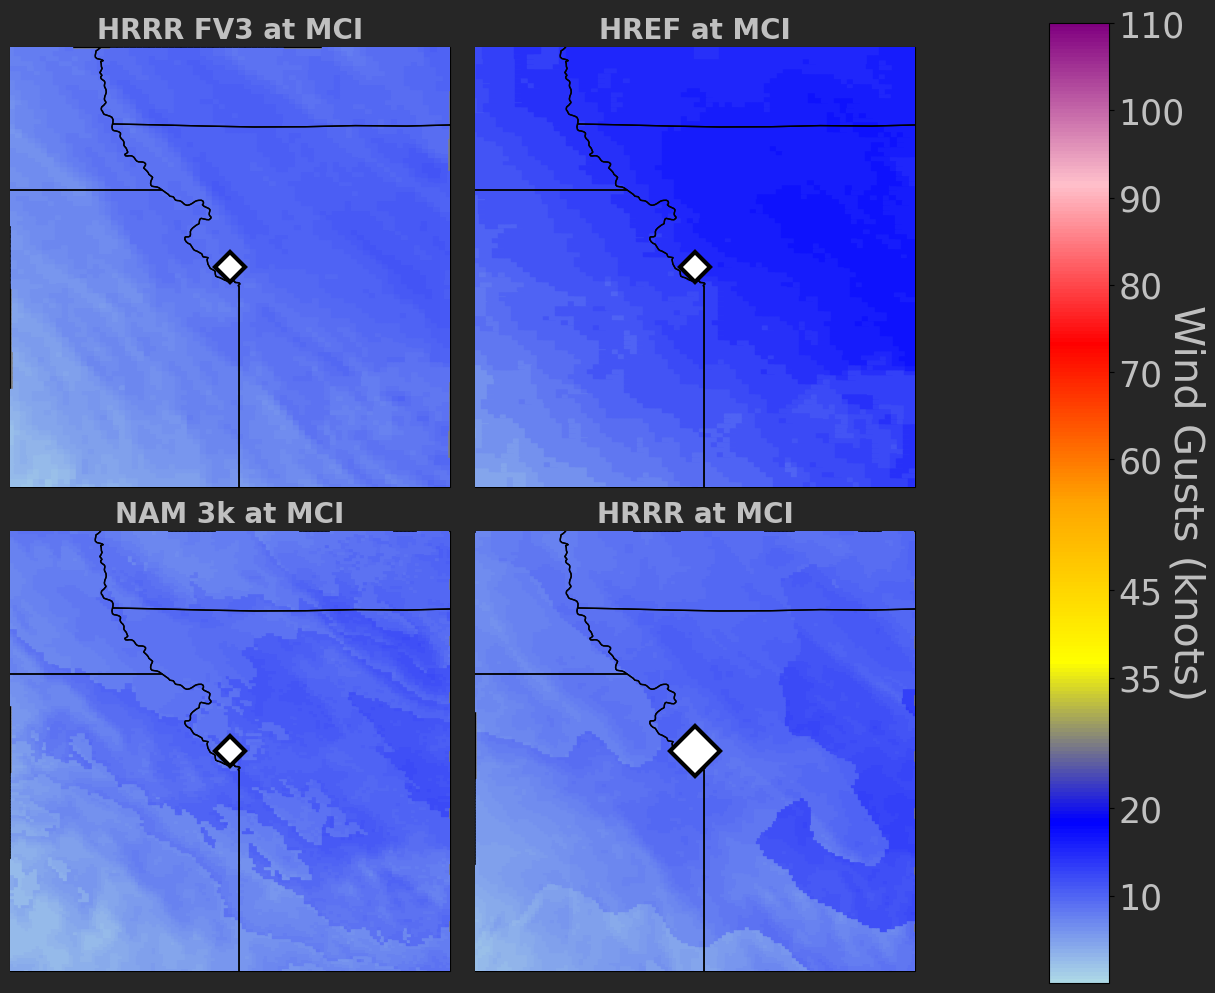 HRRR FV3 at MCI
HREF at MCI
NAM 3k at MCI
HRRR at MCI
110
100
90
80
70
60
45
35
20
10
Wind Gusts (knots)